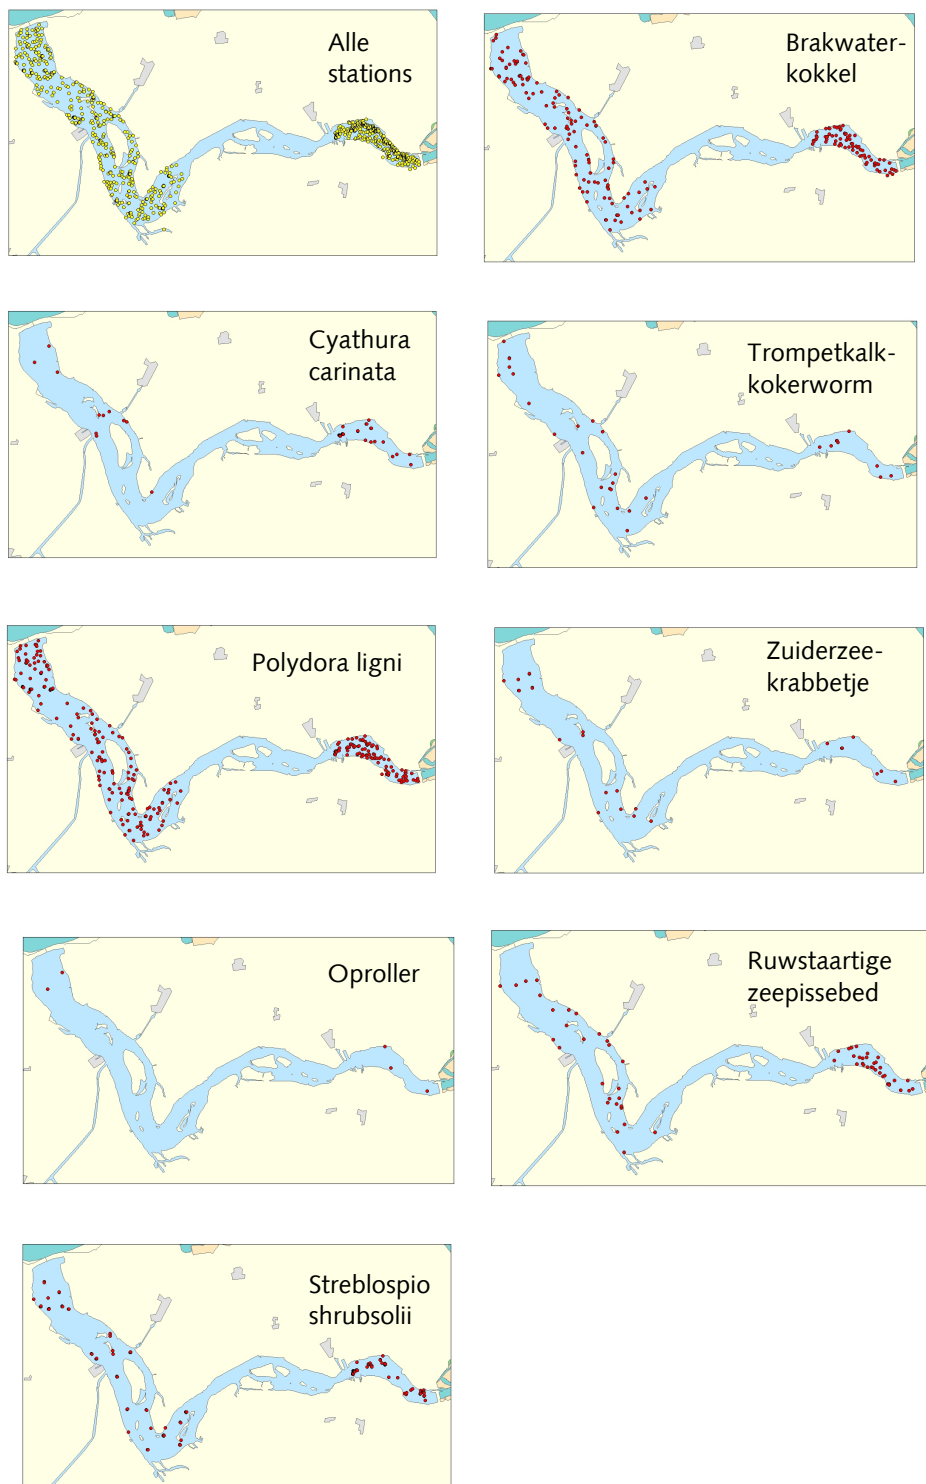 Alle
stations
Brakwater-
kokkel
Cyathura
carinata
Trompetkalk-
kokerworm
Polydora ligni
Zuiderzee-
krabbetje
Oproller
Ruwstaartige
zeepissebed
Streblospio
shrubsolii